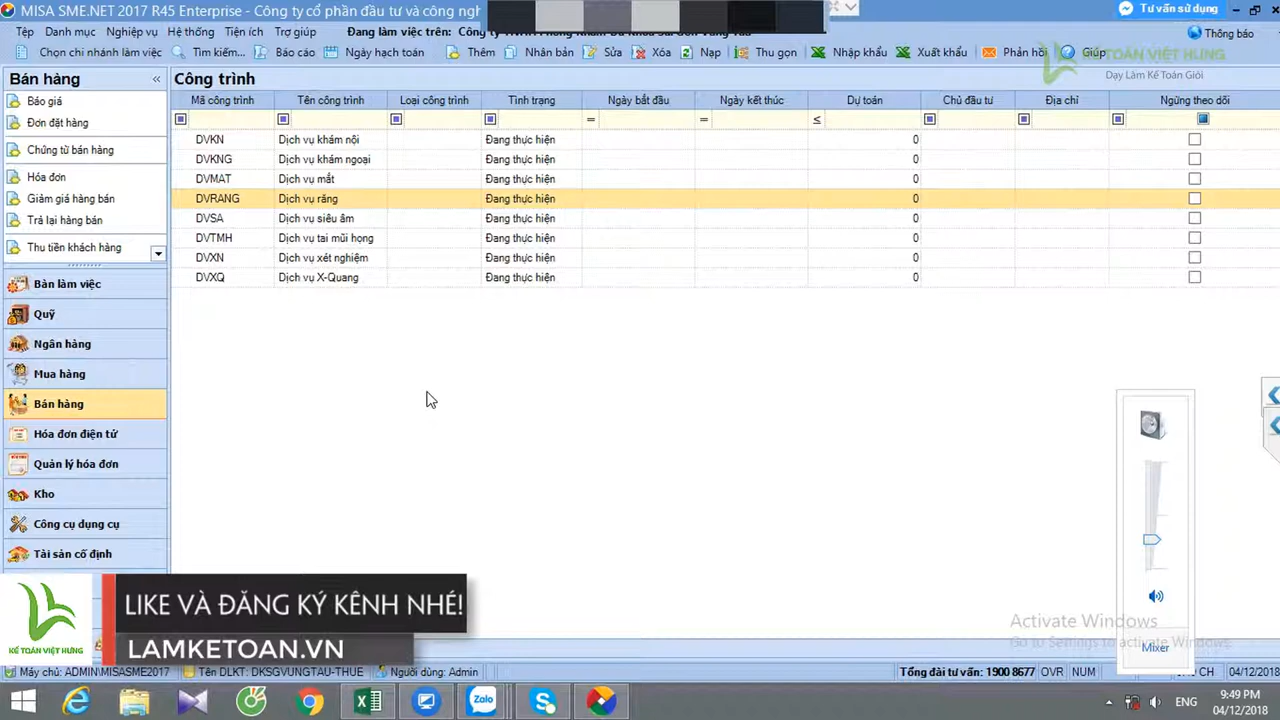 MISA SME.NET 2017 R45 Enterprise - Công ty cổ phần đầu tư và công ngh
Tư vấn sử dụng
Tệp Danh mục Nghiệp vụ Hệ thống Tiện ích Trợ giúp
Đang làm việc trên: Công ty
Thông báo
Chọn chi nhánh làm việc Tìm kiếm... Báo cáo Ngày hạch toán Thêm Nhân bản Sửa Xóa Nạp Thu gọn Nhập khẩu Xuất khẩu Phản hồi Giúp
KẾ TOÁN VIỆT HƯNG
Dạy Làm Kế Toán Giỏi
Bán hàng «
Báo giá
Đơn đặt hàng
Chứng từ bán hàng
Hóa đơn
Giảm giá hàng bán
Trả lại hàng bán
Thu tiền khách hàng
Bàn làm việc
Quỹ
Ngân hàng
Mua hàng
Bán hàng
Hóa đơn điện tử
Quản lý hóa đơn
Kho
Công cụ dụng cụ
Tài sản cố định
Công trình
Mã công trình Tên công trình Loại công trình Tình trạng Ngày bắt đầu Ngày kết thúc Dự toán Chủ đầu tư Địa chỉ Ngừng theo dõi
= = ≤
DVKN Dịch vụ khám nội Đang thực hiện 0
DVKNG Dịch vụ khám ngoại Đang thực hiện 0
DVMAT Dịch vụ mắt Đang thực hiện 0
DVRANG Dịch vụ răng Đang thực hiện 0
DVSA Dịch vụ siêu âm Đang thực hiện 0
DVTMH Dịch vụ tai mũi họng Đang thực hiện 0
DVXN Dịch vụ xét nghiệm Đang thực hiện 0
DVXQ Dịch vụ X-Quang Đang thực hiện 0
LIKE VÀ ĐĂNG KÝ KÊNH NHÉ!
LAMKETOAN.VN
KẾ TOÁN VIỆT HƯNG
Activate Windows
Go to Settings to activate Windows.
Mixer
Máy chủ: ADMIN\MISASME2017 Tên DLKT: DKSGVUNGTAU-THUE Người dùng: Admin
Tổng đài tư vấn: 1900 8677 OVR NUM CH 04/12/2018
Zalo
ENG
9:49 PM
04/12/2018